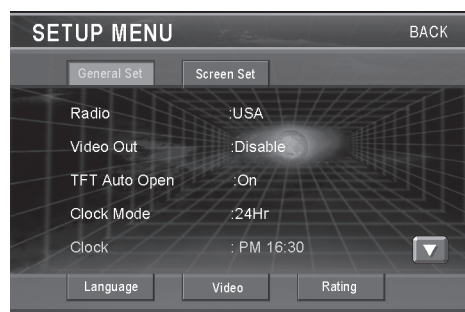 SETUP MENU BACK
General Set Screen Set
Radio :USA
Video Out :Disable
TFT Auto Open :On
Clock Mode :24Hr
Clock : PM 16:30
Language Video Rating